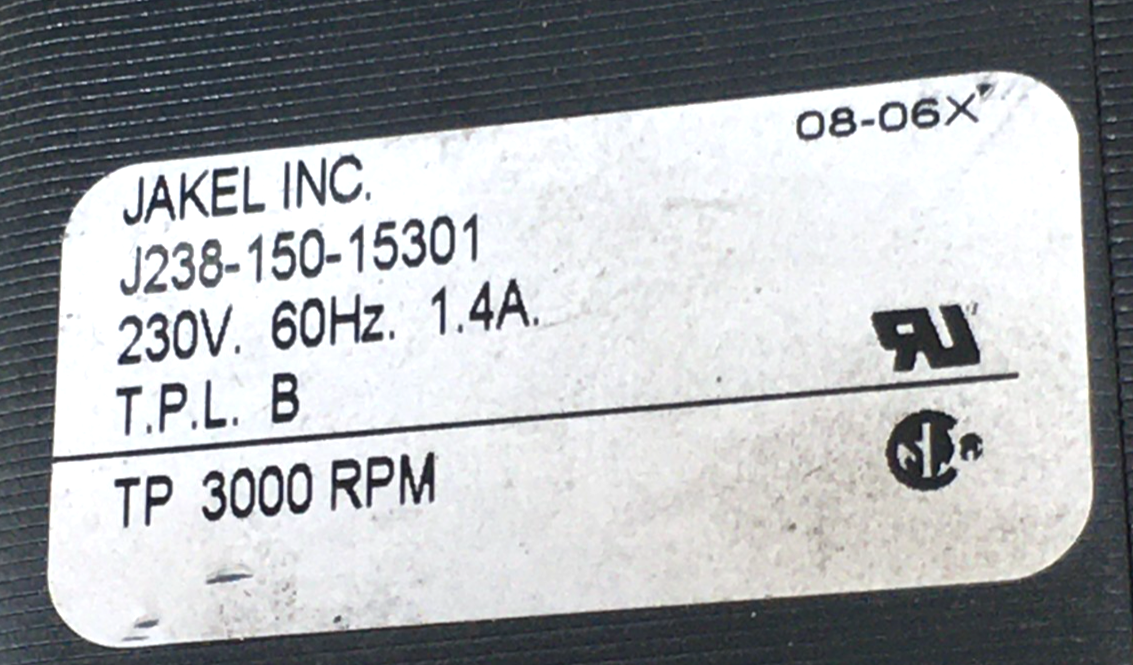 08-06X
JAKEL INC.
J238-150-15301
230V. 60Hz. 1.4A.
T.P.L. B
TP 3000 RPM